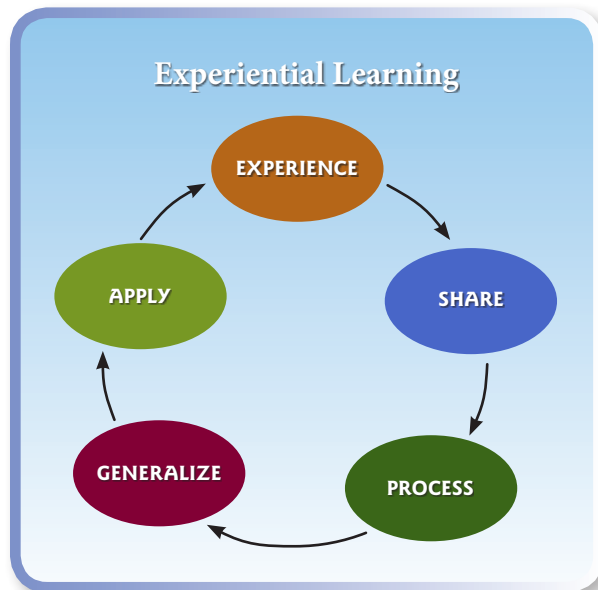 Experiential Learning
EXPERIENCE
SHARE
PROCESS
GENERALIZE
APPLY